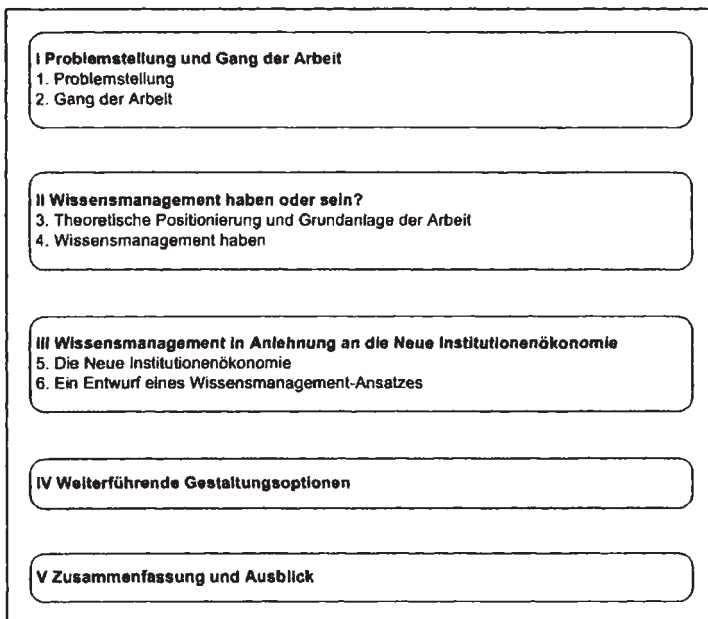 I Problemstellung und Gang der Arbeit
1. Problemstellung
2. Gang der Arbeit
II Wissensmanagement haben oder sein?
3. Theoretische Positionierung und Grundanlage der Arbeit
4. Wissensmanagement haben
III Wissensmanagement in Anlehnung an die Neue Institutionenökonomie
5. Die Neue Institutionenökonomie
6. Ein Entwurf eines Wissensmanagement-Ansatzes
IV Weiterführende Gestaltungsoptionen
V Zusammenfassung und Ausblick